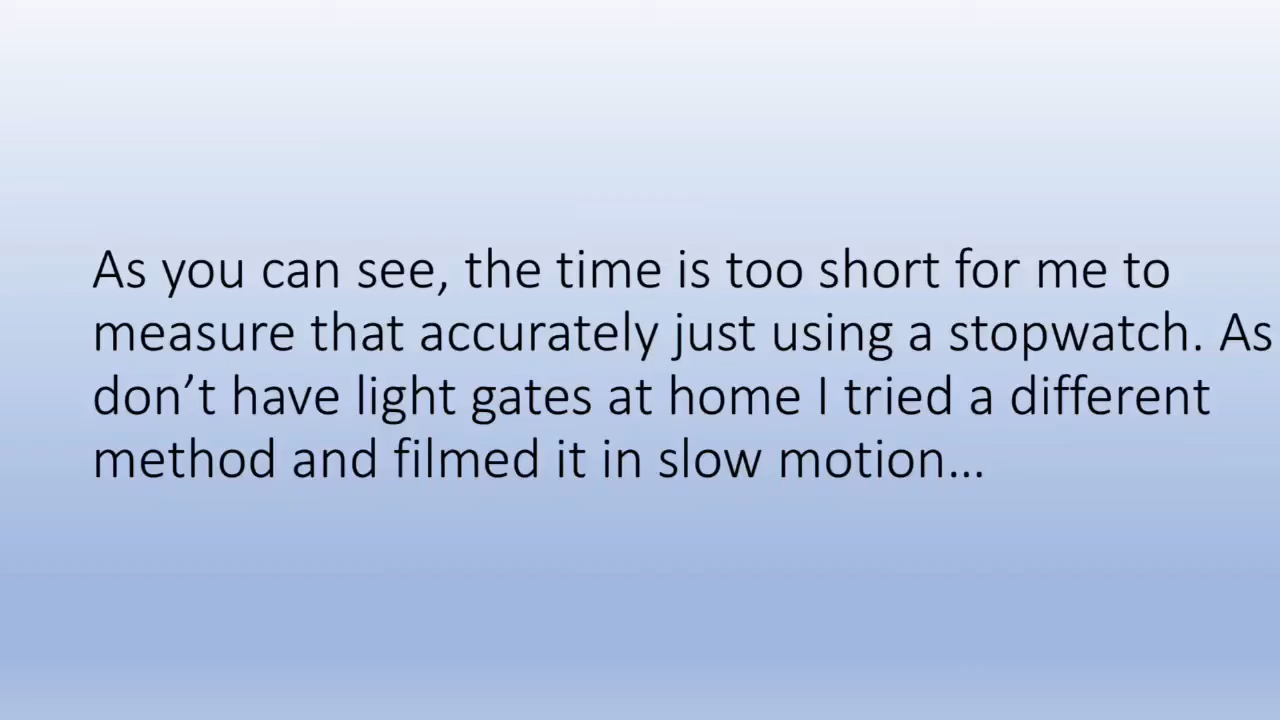 As you can see, the time is too short for me to
measure that accurately just using a stopwatch. As
don’t have light gates at home I tried a different
method and filmed it in slow motion…